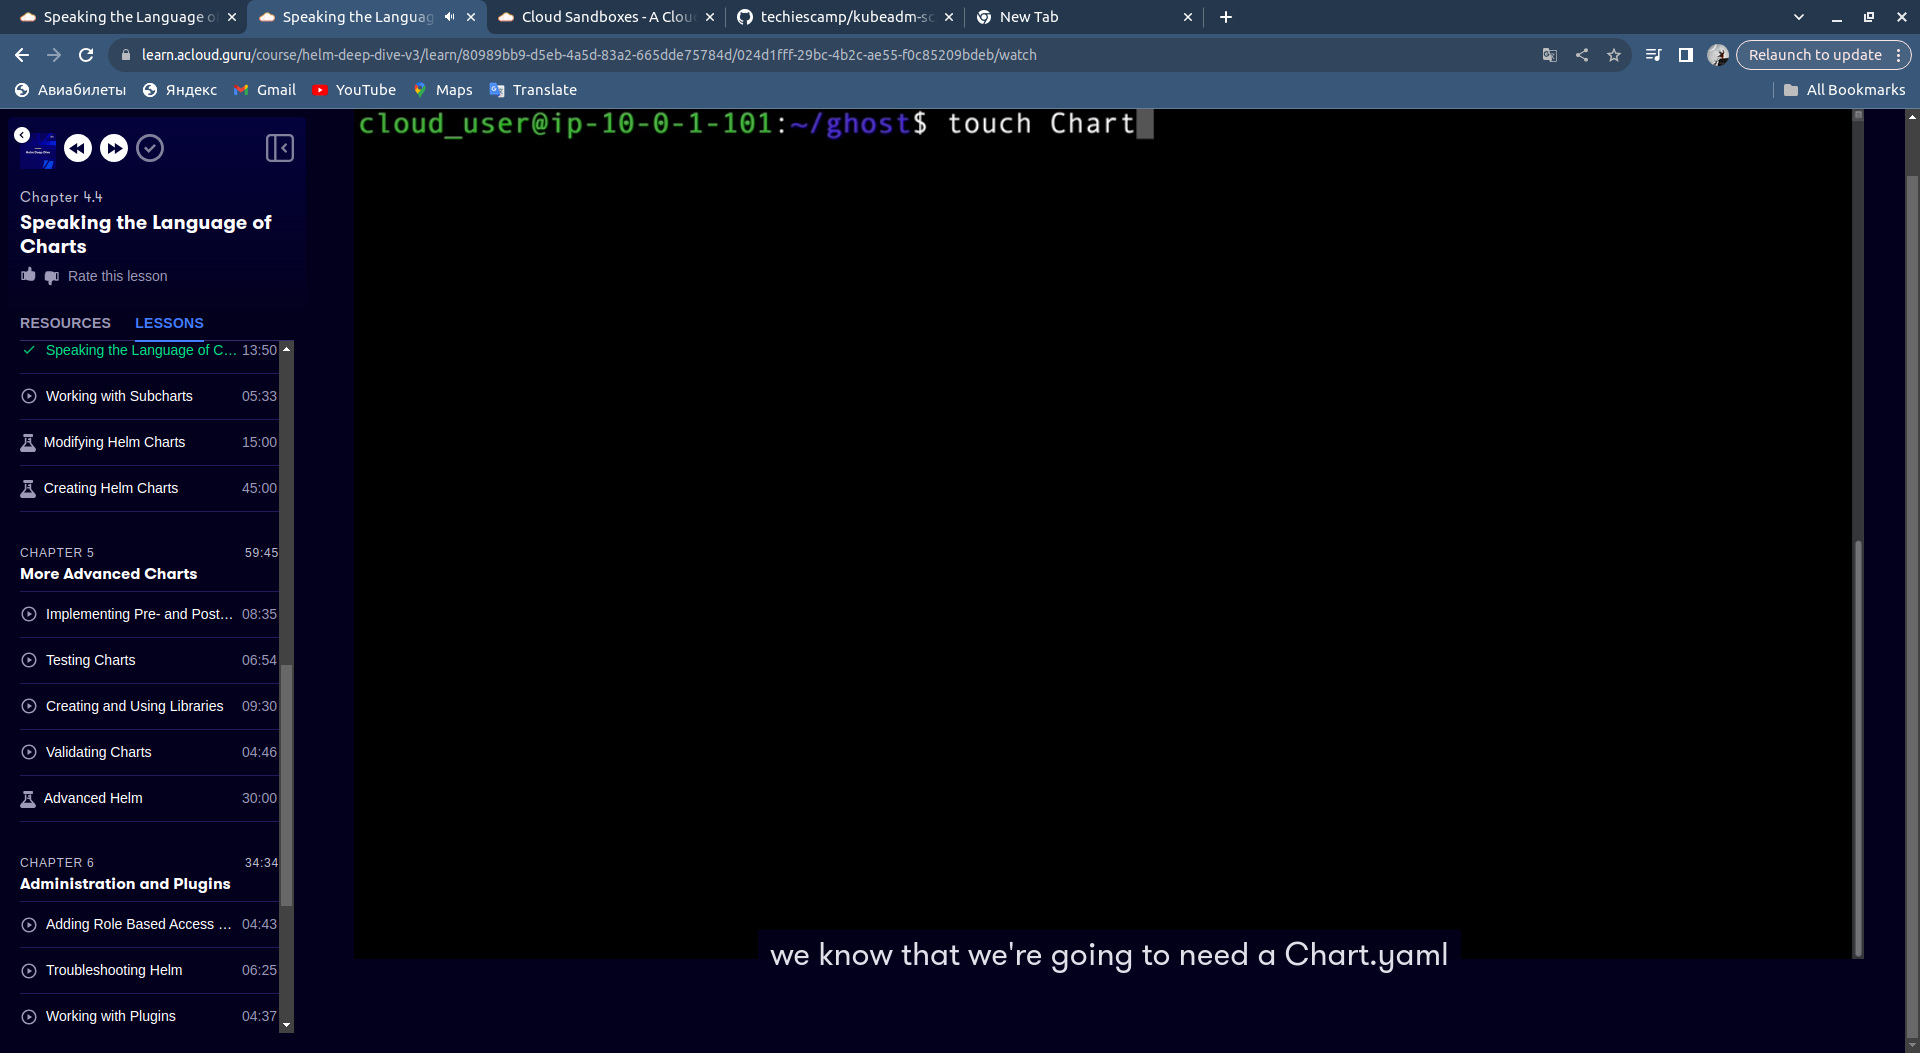 Speaking the Language o
Speaking the Languag
Cloud Sandboxes - A Clou
techiescamp/kubeadm-sc
New Tab
learn.acloud.guru/course/helm-deep-dive-v3/learn/80989bb9-d5eb-4a5d-83a2-665dde75784d/024d1fff-29bc-4b2c-ae55-f0c85209bdeb/watch
Relaunch to update
Авиабилеты
Яндекс
Gmail
YouTube
Maps
Translate
All Bookmarks
Chapter 4.4
Speaking the Language of
Charts
Rate this lesson
RESOURCES LESSONS
Speaking the Language of C... 13:50
Working with Subcharts 05:33
Modifying Helm Charts 15:00
Creating Helm Charts 45:00
CHAPTER 5 59:45
More Advanced Charts
Implementing Pre- and Post... 08:35
Testing Charts 06:54
Creating and Using Libraries 09:30
Validating Charts 04:46
Advanced Helm 30:00
CHAPTER 6 34:34
Administration and Plugins
Adding Role Based Access ... 04:43
Troubleshooting Helm 06:25
Working with Plugins 04:37
cloud_user@ip-10-0-1-101:~/ghost$ touch Chart
we know that we're going to need a Chart.yaml